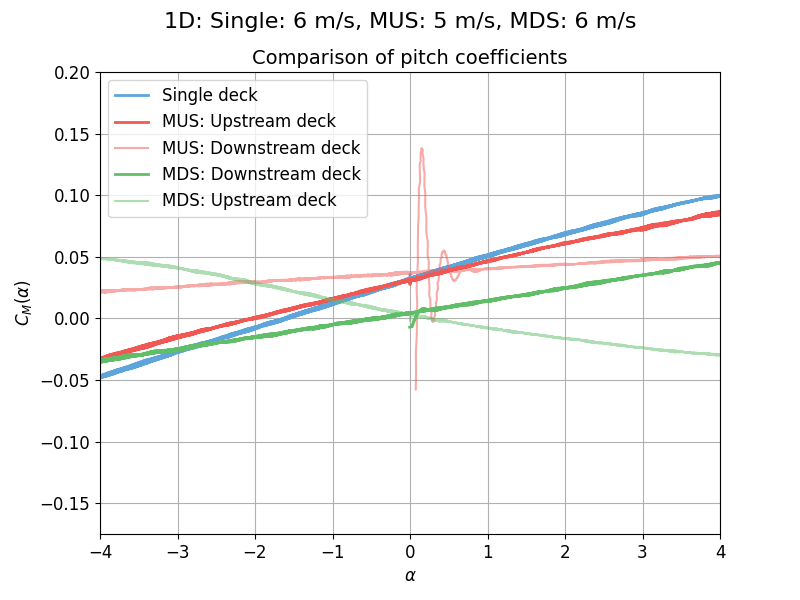 1D: Single: 6 m/s, MUS: 5 m/s, MDS: 6 m/s
Comparison of pitch coefficients
Single deck
MUS: Upstream deck
MUS: Downstream deck
MDS: Downstream deck
MDS: Upstream deck
0.20
0.15
0.10
0.05
0.00
−0.05
−0.10
−0.15
C_M(α)
−4
−3
−2
−1
0
1
2
3
4
α